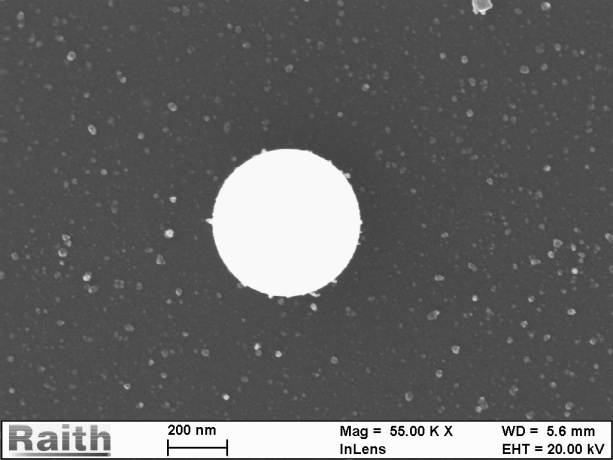 Raith
200 nm
Mag = 55.00 K X
InLens
WD = 5.6 mm
EHT = 20.00 kV